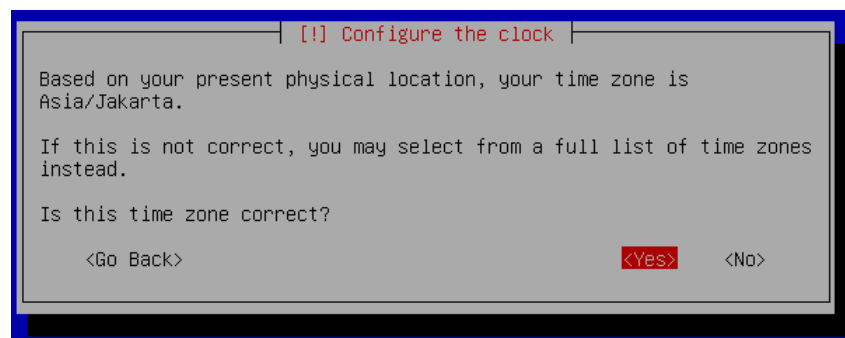 [!] Configure the clock
Based on your present physical location, your time zone is
Asia/Jakarta.
If this is not correct, you may select from a full list of time zones
instead.
Is this time zone correct?
<Go Back> <Yes> <No>